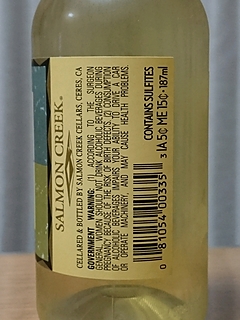 SALMON CREEK®
CELLARED & BOTTLED BY SALMON CREEK CELLARS, CERES, CA
GOVERNMENT WARNING: (1) ACCORDING TO THE SURGEON
GENERAL, WOMEN SHOULD NOT DRINK ALCOHOLIC BEVERAGES DURING
PREGNANCY BECAUSE OF THE RISK OF BIRTH DEFECTS. (2) CONSUMPTION
OF ALCOHOLIC BEVERAGES IMPAIRS YOUR ABILITY TO DRIVE A CAR
OR OPERATE MACHINERY, AND MAY CAUSE HEALTH PROBLEMS.
0 81054 00335 3
CONTAINS SULFITES
IA 5¢ ME 15¢ • 187ml